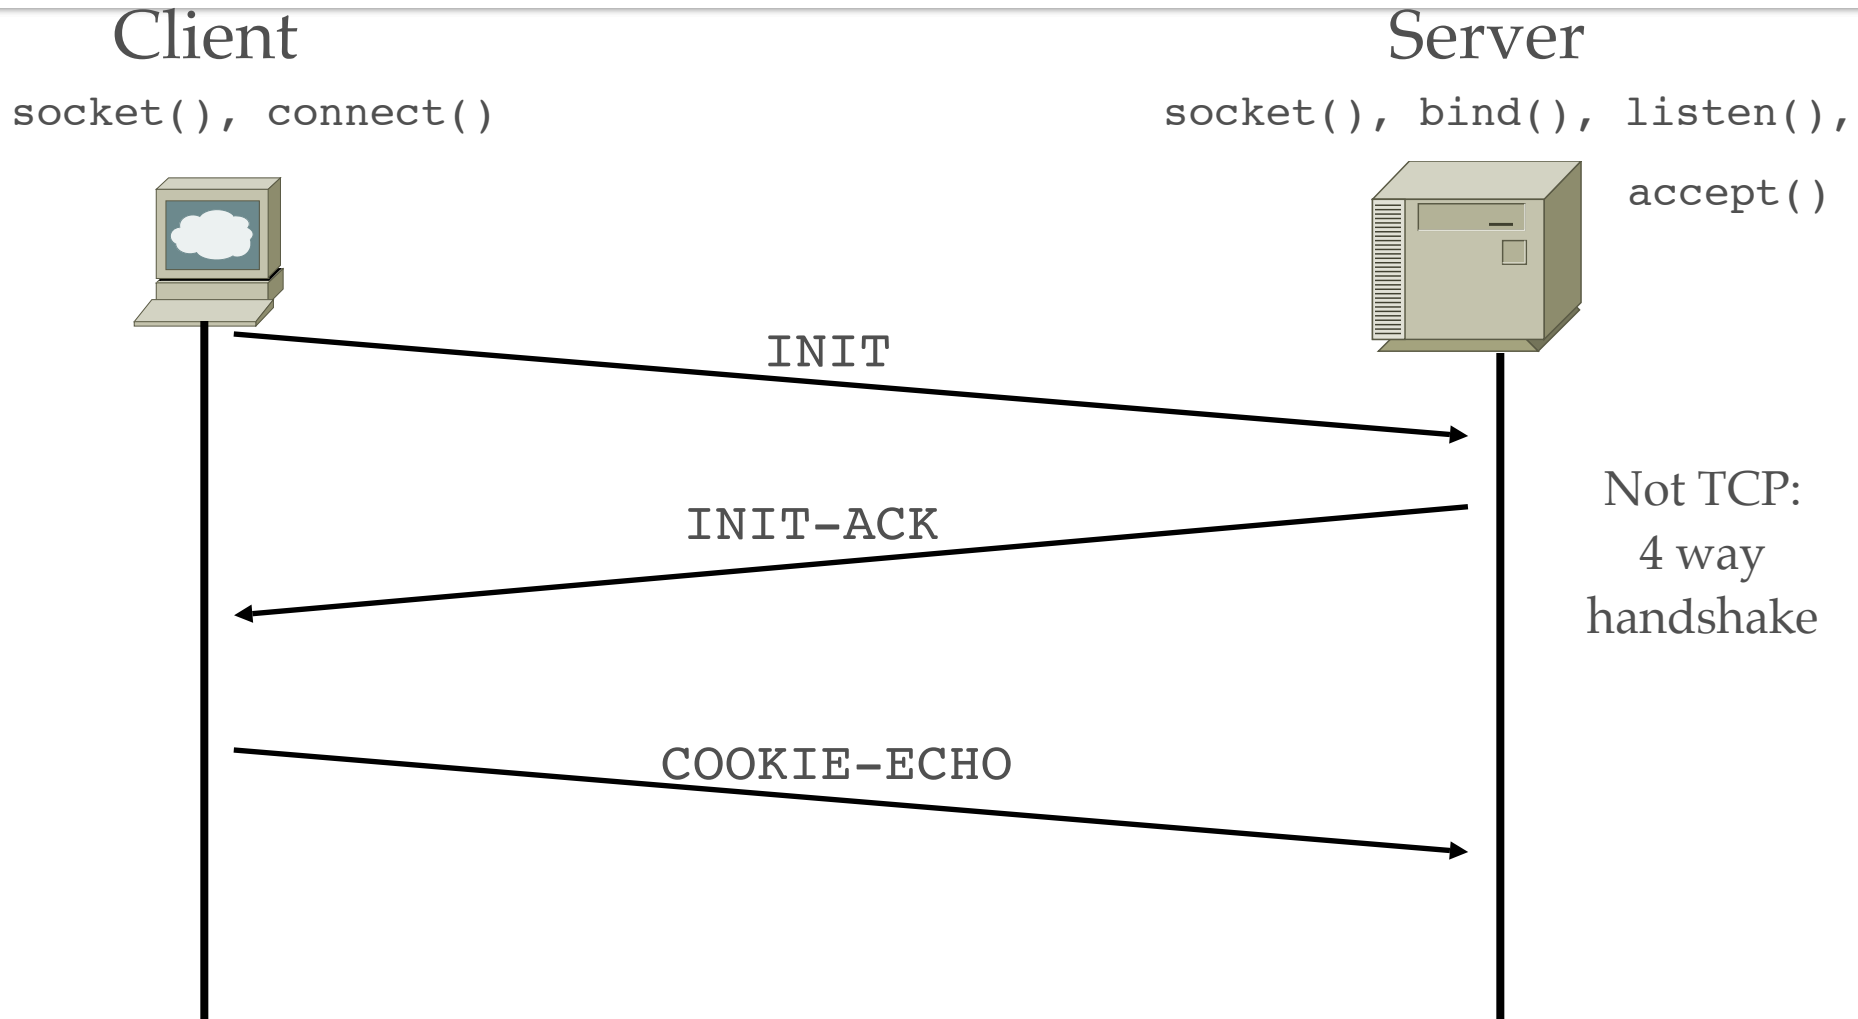 Client
Server
socket(), connect()
socket(), bind(), listen(),
accept()
INIT
INIT-ACK
Not TCP:
4 way
handshake
COOKIE-ECHO